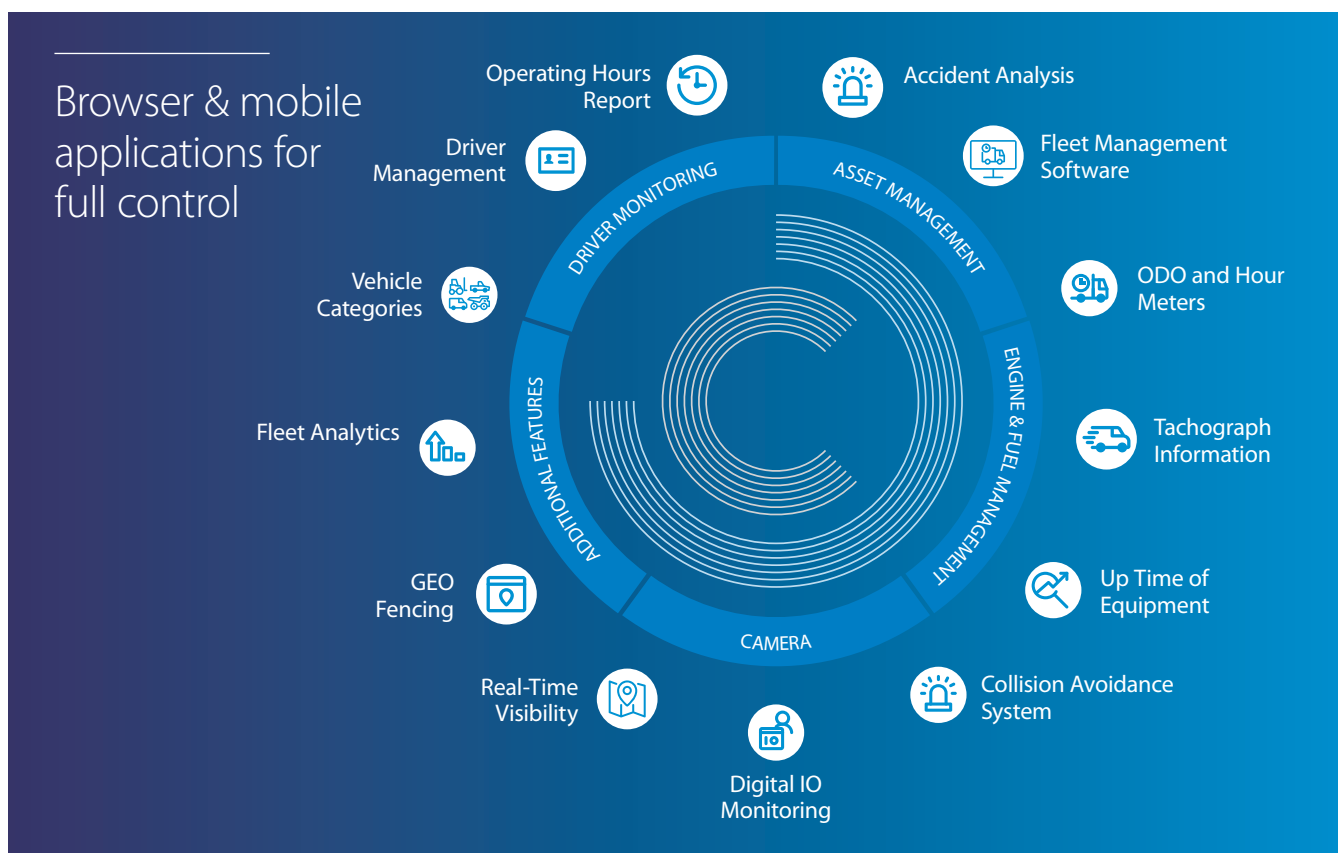 Browser & mobile
applications for
full control
Operating Hours
Report
Accident Analysis
Driver
Management
Fleet Management
Software
DRIVER MONITORING
ASSET MANAGEMENT
Vehicle
Categories
ODO and Hour
Meters
Fleet Analytics
ADDITIONAL FEATURES
ENGINE & FUEL MANAGEMENT
Tachograph
Information
GEO
Fencing
Up Time of
Equipment
CAMERA
Real-Time
Visibility
Collision Avoidance
System
Digital IO
Monitoring